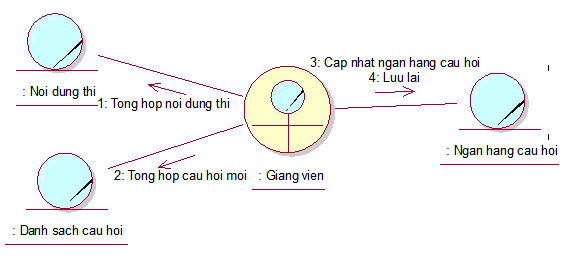 3: Cap nhat ngan hang cau hoi
4: Luu lai
: Noi dung thi
1: Tong hop noi dung thi
: Ngan hang cau hoi
2: Tong hop cau hoi moi
: Giang vien
: Danh sach cau hoi